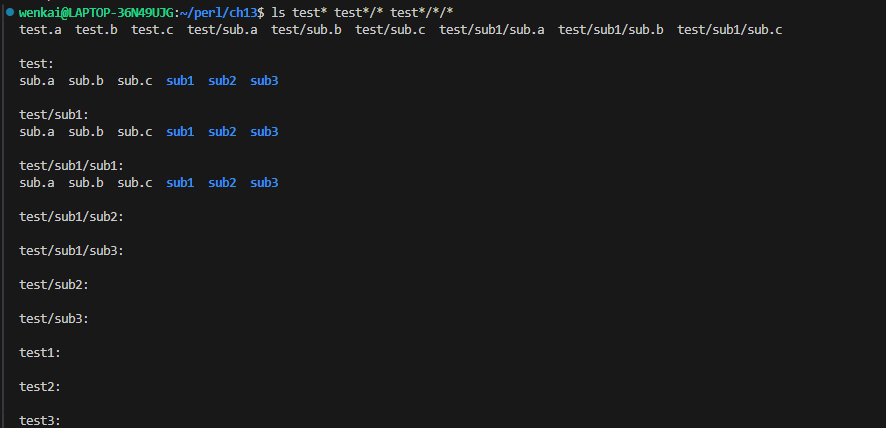 wenkai@LAPTOP-36N49UJG:~/perl/ch13$ ls test* test*/* test*/*/*
test.a  test.b  test.c  test/sub.a  test/sub.b  test/sub.c  test/sub1/sub.a  test/sub1/sub.b  test/sub1/sub.c
test:
sub.a  sub.b  sub.c  sub1  sub2  sub3
test/sub1:
sub.a  sub.b  sub.c  sub1  sub2  sub3
test/sub1/sub1:
sub.a  sub.b  sub.c  sub1  sub2  sub3
test/sub1/sub2:
test/sub1/sub3:
test/sub2:
test/sub3:
test1:
test2:
test3: